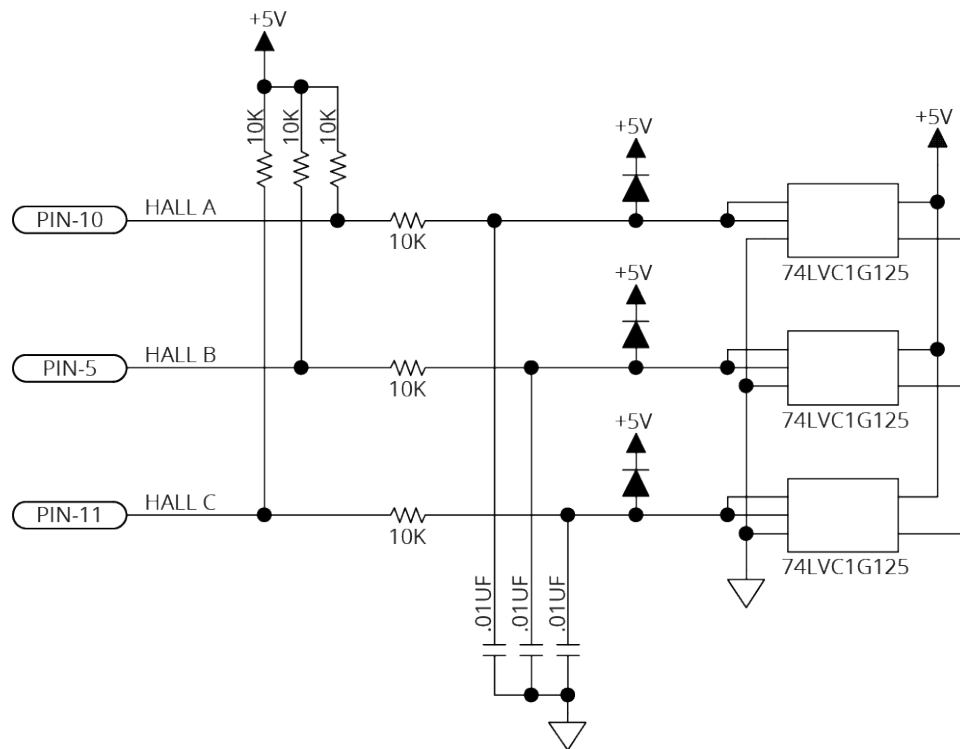 +5V
10K 10K 10K
+5V
+5V
PIN-10 HALL A
10K
74LVC1G125
+5V
PIN-5 HALL B
10K
74LVC1G125
+5V
PIN-11 HALL C
10K
74LVC1G125
.01UF .01UF .01UF